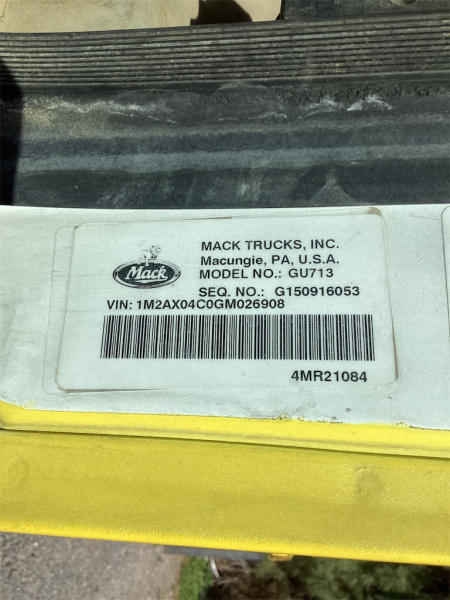 MACK TRUCKS, INC.
Macungie, PA, U.S.A.
Mack
MODEL NO.: GU713
SEQ. NO.: G150916053
VIN: 1M2AX04C0GM026908
4MR21084